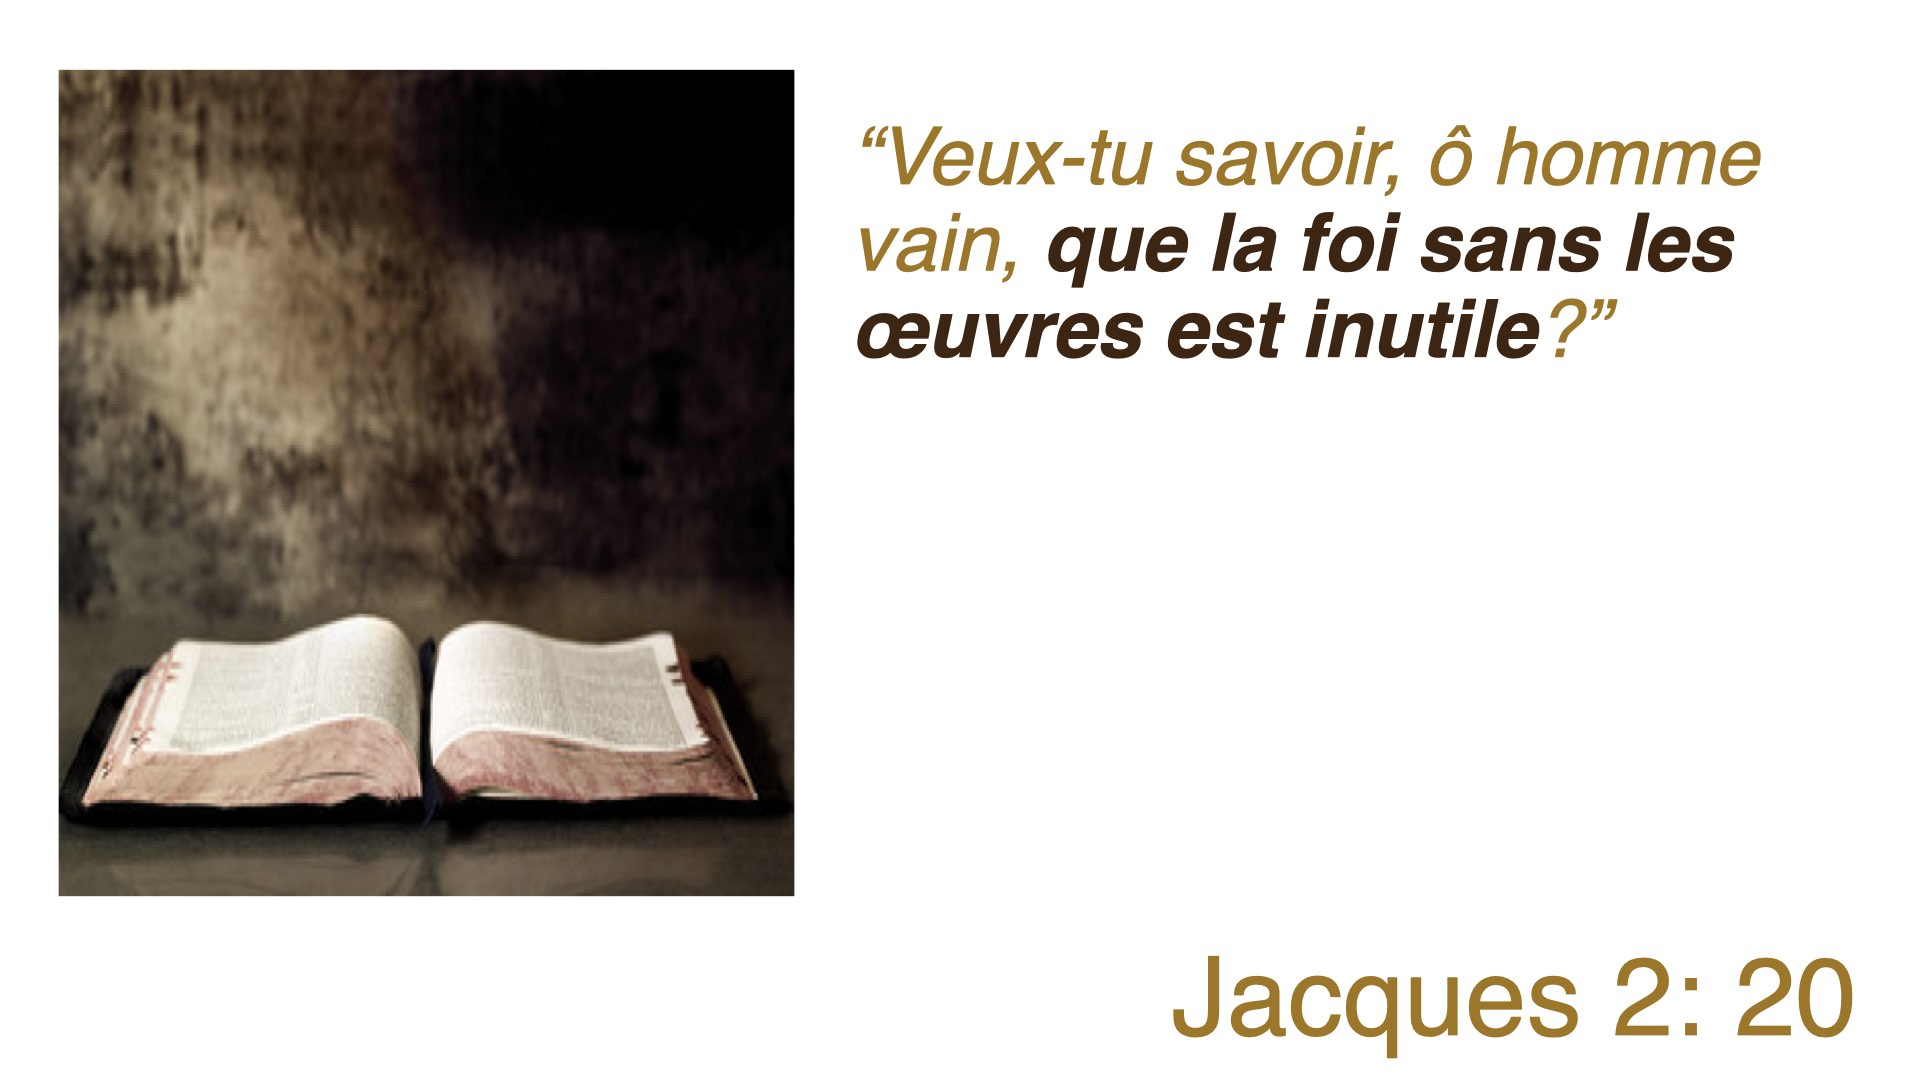 “Veux-tu savoir, ô homme
vain, que la foi sans les
œuvres est inutile?”
Jacques 2: 20